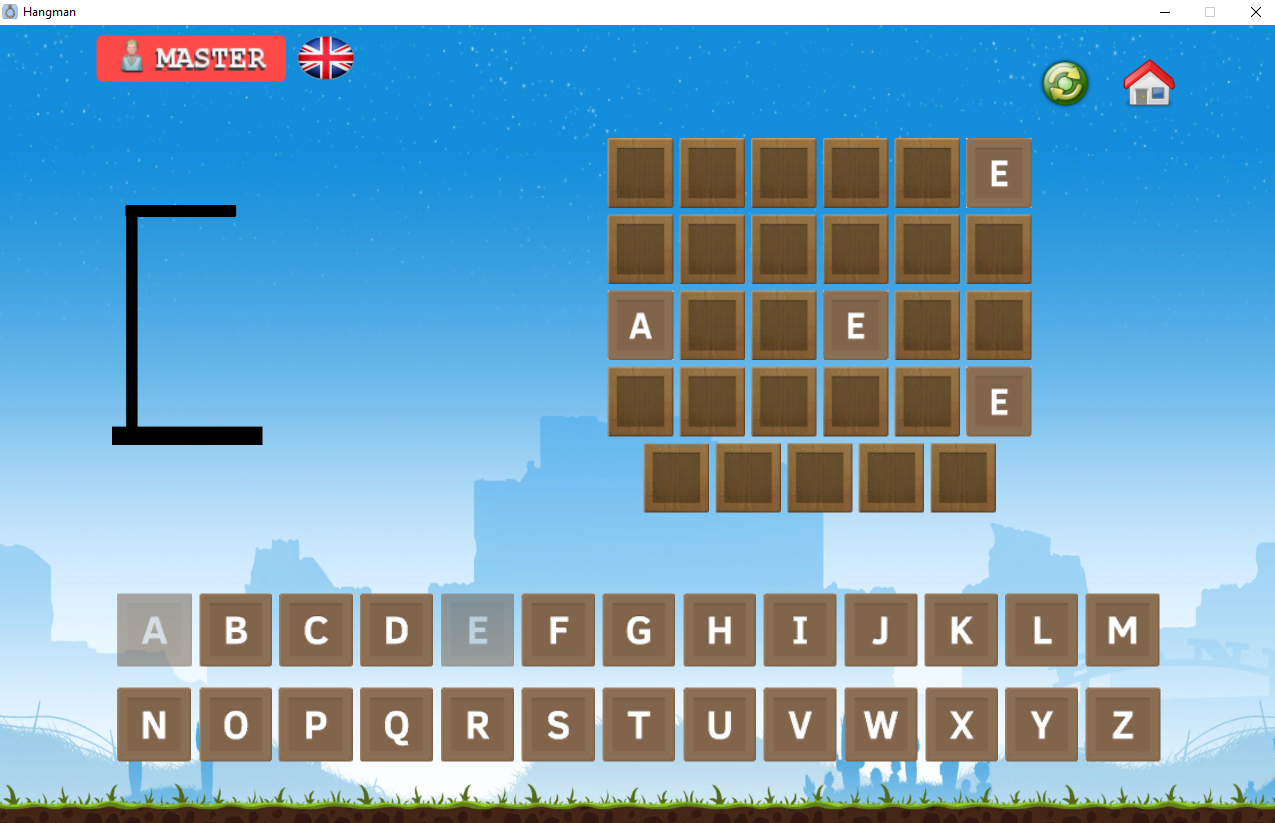 Hangman
MASTER
E
A E
E
A B C D E F G H I J K L M
N O P Q R S T U V W X Y Z